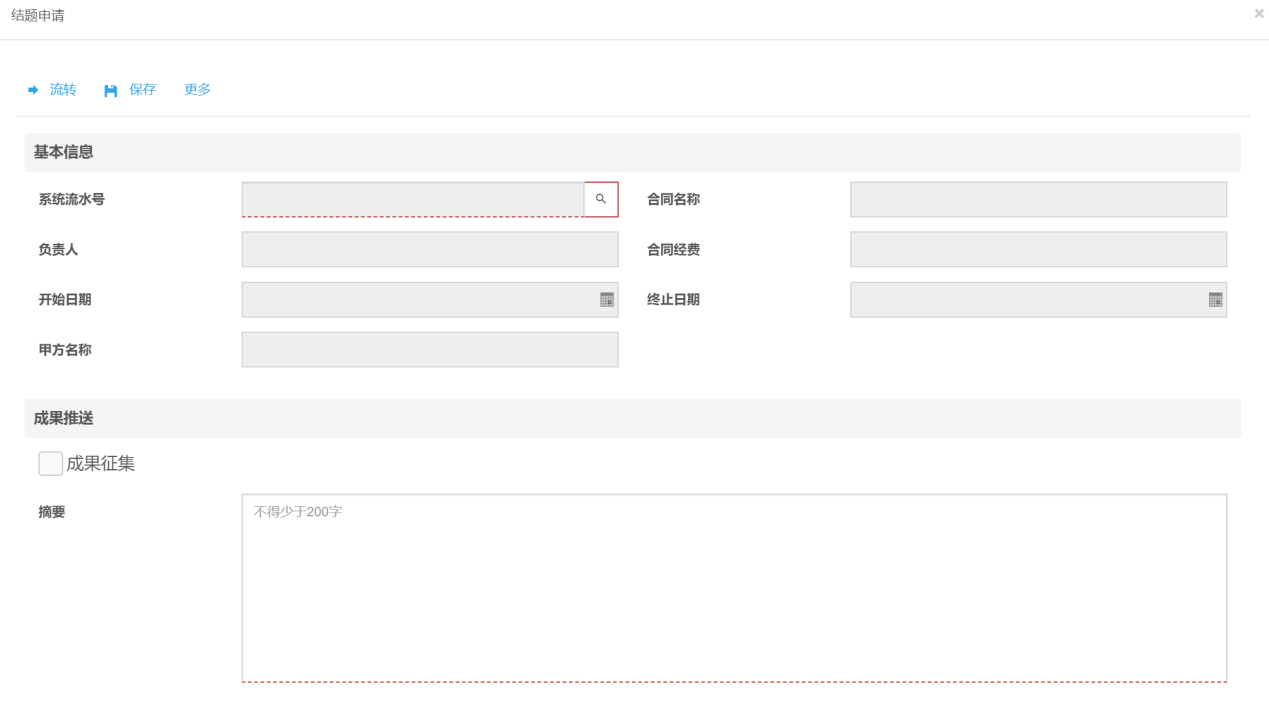 结题申请 ×
流转 保存 更多
基本信息
系统流水号 合同名称
负责人 合同经费
开始日期 终止日期
甲方名称
成果推送
成果征集
摘要 不得少于200字